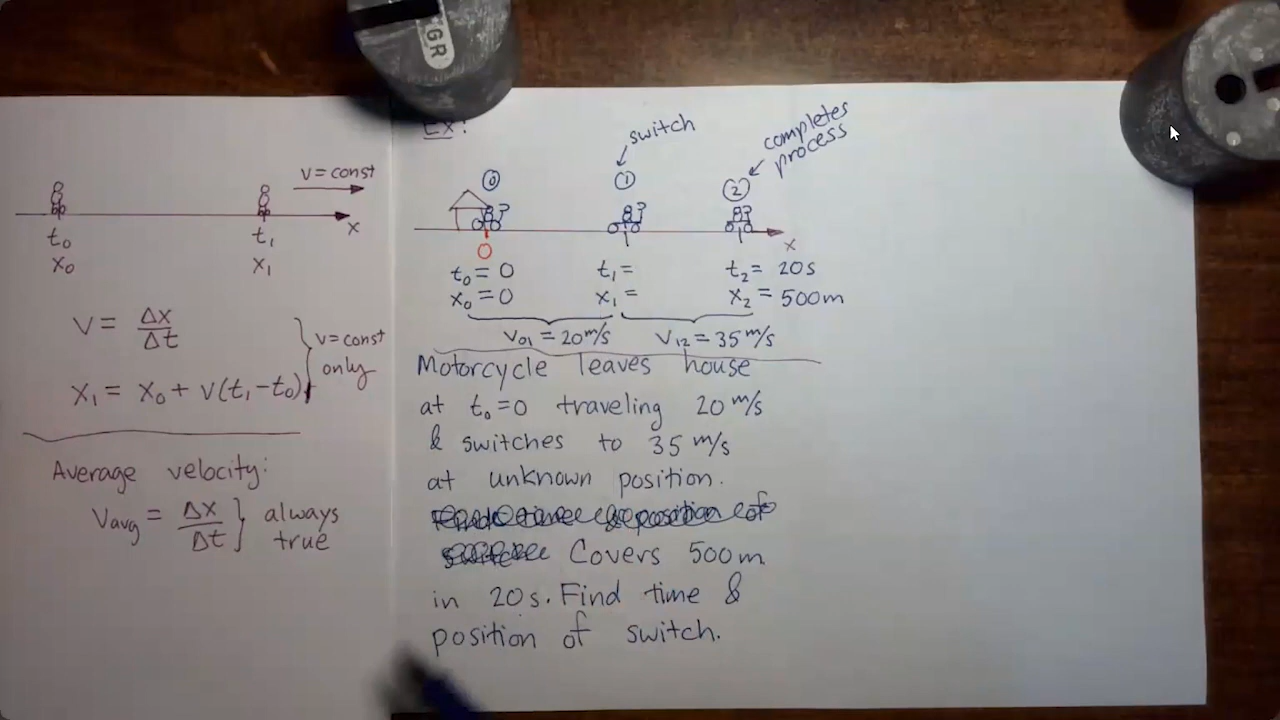 GR
v = const
t₀
x₀
t₁
x₁
x
v = Δx/Δt
x₁ = x₀ + v(t₁ - t₀)
v = const
only
Average velocity:
Vavg = Δx/Δt
always
true
Ex:
switch
completes
process
0
1
2
0
x
t₀ = 0
x₀ = 0
t₁ =
x₁ =
t₂ = 20s
x₂ = 500m
V₀₁ = 20 m/s
V₁₂ = 35 m/s
Motorcycle leaves house
at t₀=0 traveling 20 m/s
& switches to 35 m/s
at unknown position.
Covers 500m
in 20s. Find time &
position of switch.